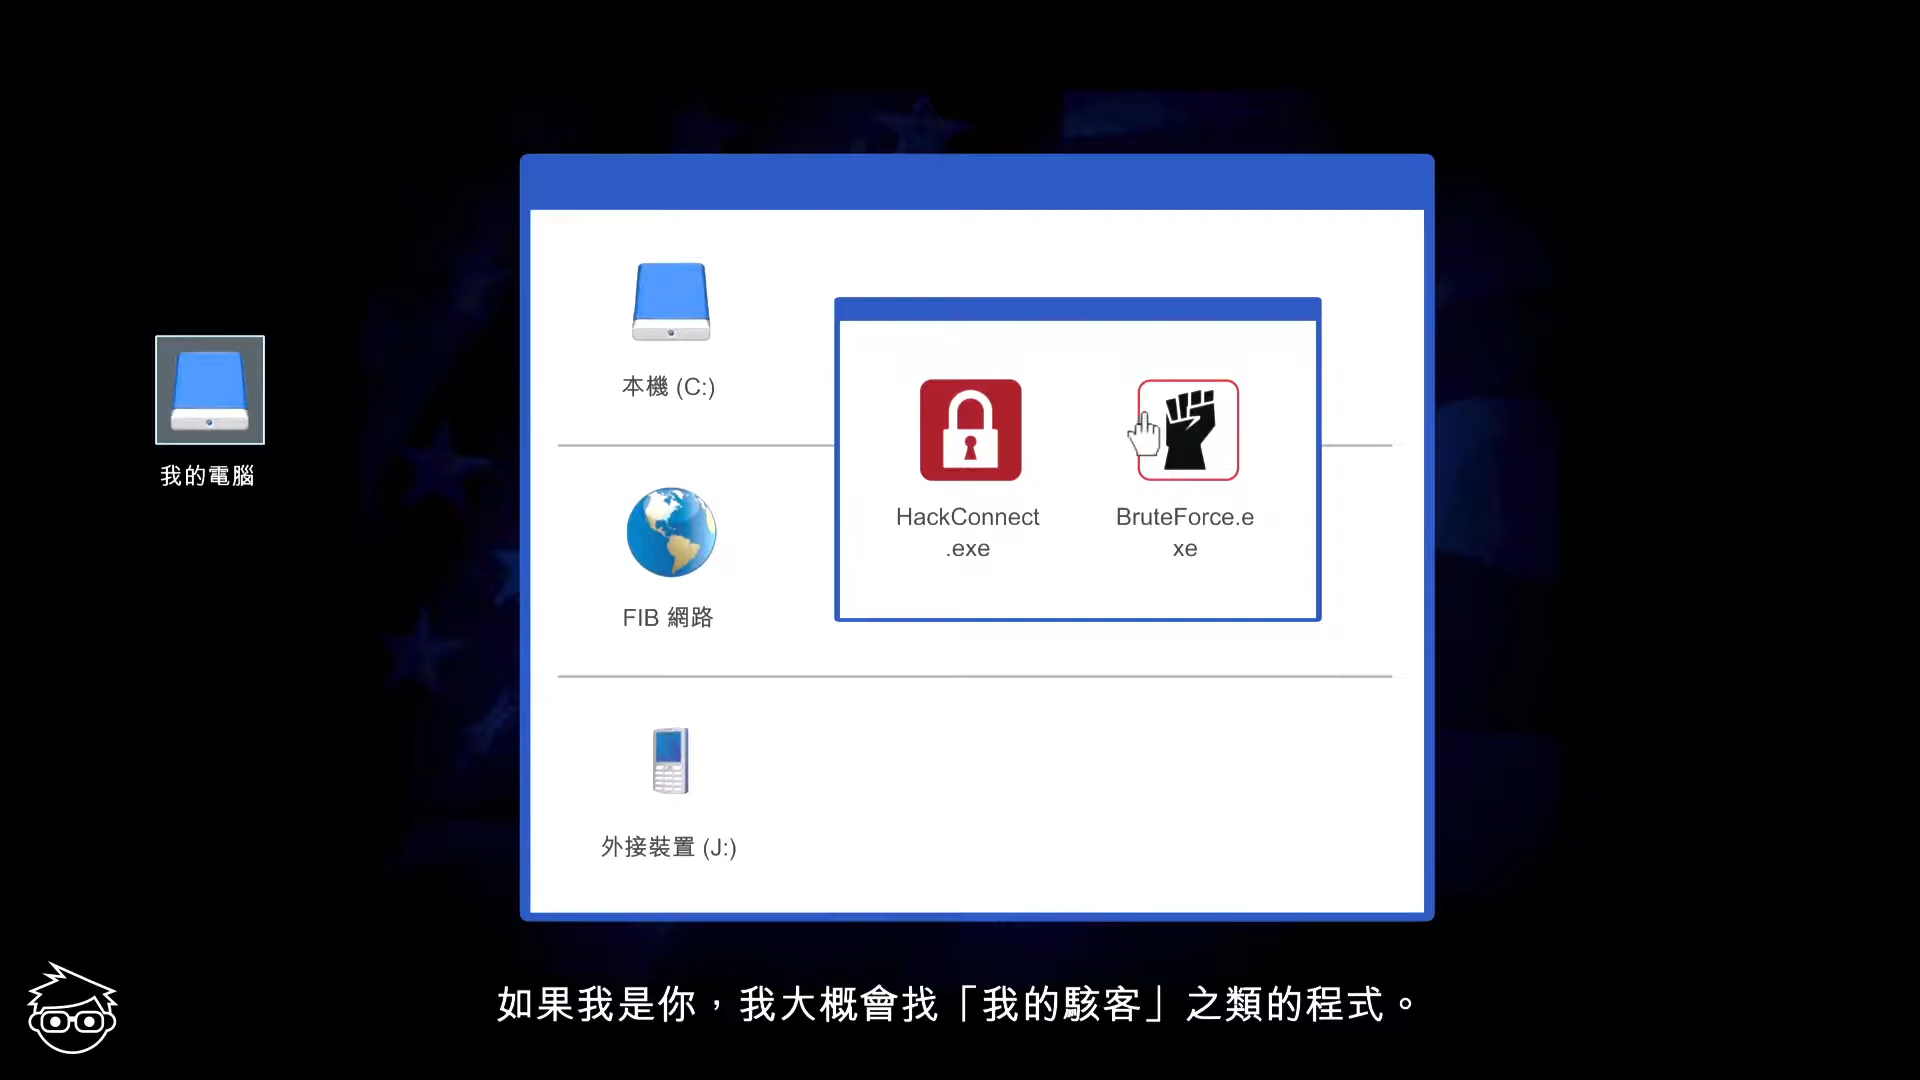 我的電腦
本機 (C:)
HackConnect
.exe
BruteForce.e
xe
FIB 網路
外接裝置 (J:)
如果我是你，我大概會找「我的駭客」之類的程式。